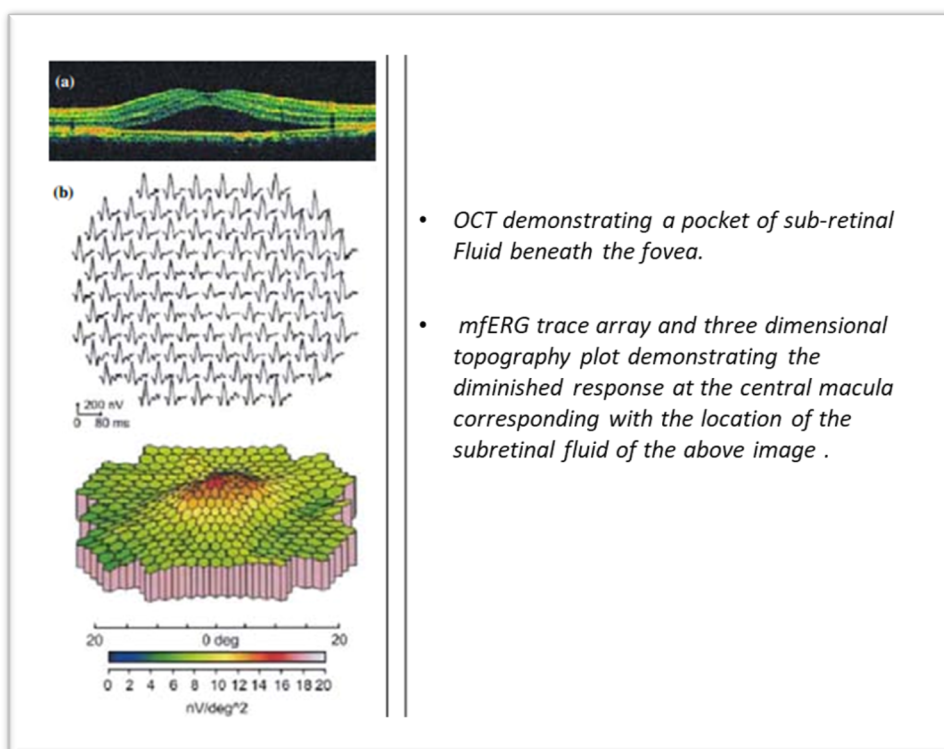 (a)
(b)
200 nV
0 80 ms
20 0 deg 20
0 2 4 6 8 10 12 14 16 18 20
nV/deg^2
• OCT demonstrating a pocket of sub-retinal
Fluid beneath the fovea.
• mfERG trace array and three dimensional
topography plot demonstrating the
diminished response at the central macula
corresponding with the location of the
subretinal fluid of the above image .